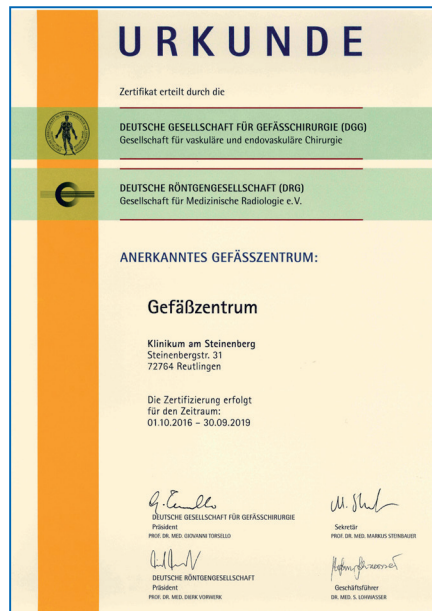 URKUNDE
Zertifikat erteilt durch die
DEUTSCHE GESELLSCHAFT FÜR GEFÄSSCHIRURGIE (DGG)
Gesellschaft für vaskuläre und endovaskuläre Chirurgie
DEUTSCHE RÖNTGENGESELLSCHAFT (DRG)
Gesellschaft für Medizinische Radiologie e.V.
ANERKANNTES GEFÄSSZENTRUM:
Gefäßzentrum
Klinikum am Steinenberg
Steinenbergstr. 31
72764 Reutlingen
Die Zertifizierung erfolgt
für den Zeitraum:
01.10.2016 – 30.09.2019
DEUTSCHE GESELLSCHAFT FÜR GEFÄSSCHIRURGIE
Präsident
PROF. DR. MED. GIOVANNI TORSELLO
Sekretär
PROF. DR. MED. MARKUS STEINBAUER
DEUTSCHE RÖNTGENGESELLSCHAFT
Präsident
PROF. DR. MED. DIERK VORWERK
Geschäftsführer
DR. MED. S. LOHWASSER